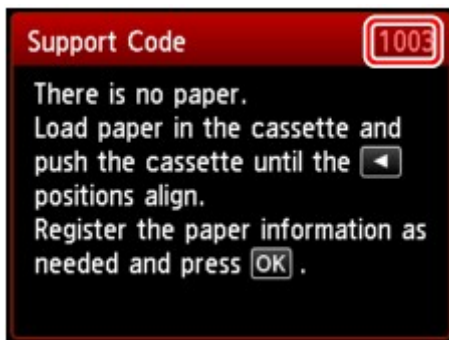 Support Code 1003
There is no paper.
Load paper in the cassette and
push the cassette until the ◀
positions align.
Register the paper information as
needed and press OK .